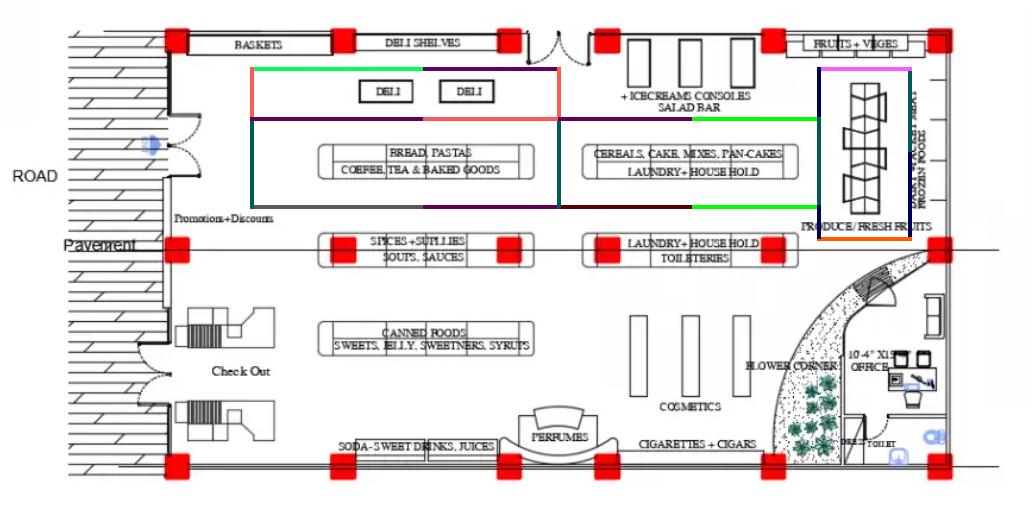 BASKETS
DELI SHELVES
FRUITS + VEGES
DELI
DELI
+ ICECREAMS CONSOLES
SALAD BAR
BREAD, PASTAS
COFFEE, TEA & BAKED GOODS
CEREALS, CAKE, MIXES, PAN-CAKES
LAUNDRY+ HOUSE HOLD
FROZEN FOODS
ROAD
Promotions+Discounts
PRODUCE/ FRESH FRUITS
Pavement
SPICES +SUPLLIES
SOUPS, SAUCES
LAUNDRY+ HOUSE HOLD
TOILETERIES
CANNED FOODS
SWEETS, JELLY, SWEETNERS, SYRUPS
Check Out
FLOWER CORNER
OFFICE
COSMETICS
PERFUMES
SODA-SWEET DRINKS, JUICES
CIGARETTES + CIGARS
TOILET